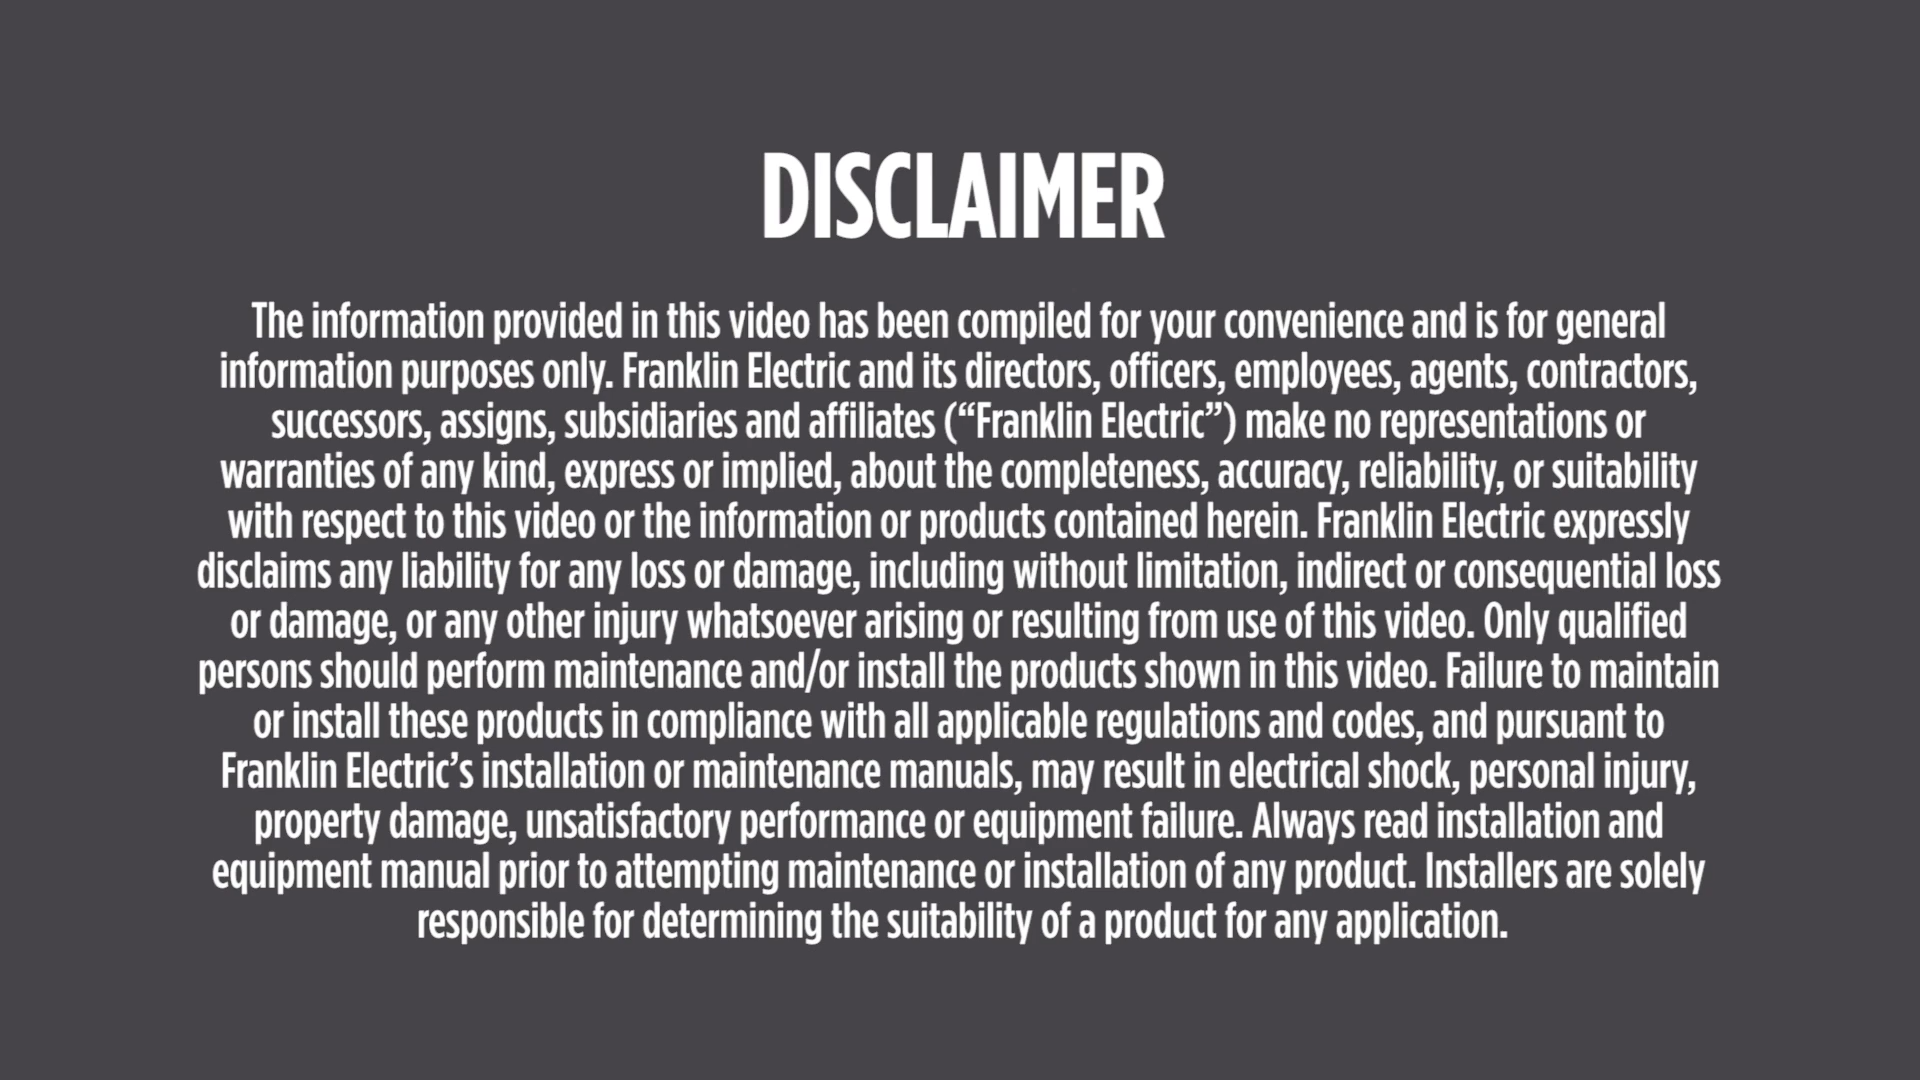 DISCLAIMER
The information provided in this video has been compiled for your convenience and is for general
information purposes only. Franklin Electric and its directors, officers, employees, agents, contractors,
successors, assigns, subsidiaries and affiliates (“Franklin Electric”) make no representations or
warranties of any kind, express or implied, about the completeness, accuracy, reliability, or suitability
with respect to this video or the information or products contained herein. Franklin Electric expressly
disclaims any liability for any loss or damage, including without limitation, indirect or consequential loss
or damage, or any other injury whatsoever arising or resulting from use of this video. Only qualified
persons should perform maintenance and/or install the products shown in this video. Failure to maintain
or install these products in compliance with all applicable regulations and codes, and pursuant to
Franklin Electric’s installation or maintenance manuals, may result in electrical shock, personal injury,
property damage, unsatisfactory performance or equipment failure. Always read installation and
equipment manual prior to attempting maintenance or installation of any product. Installers are solely
responsible for determining the suitability of a product for any application.